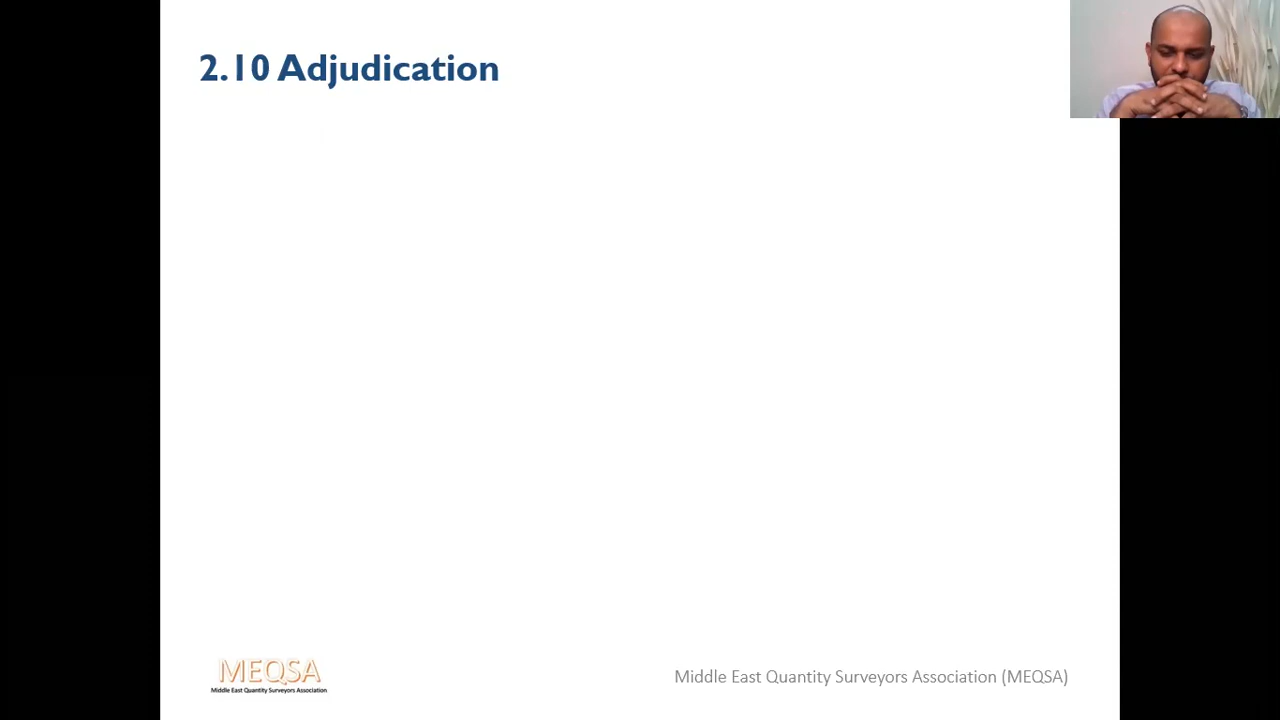 2.10 Adjudication
MEQSA
Middle East Quantity Surveyors Association
Middle East Quantity Surveyors Association (MEQSA)